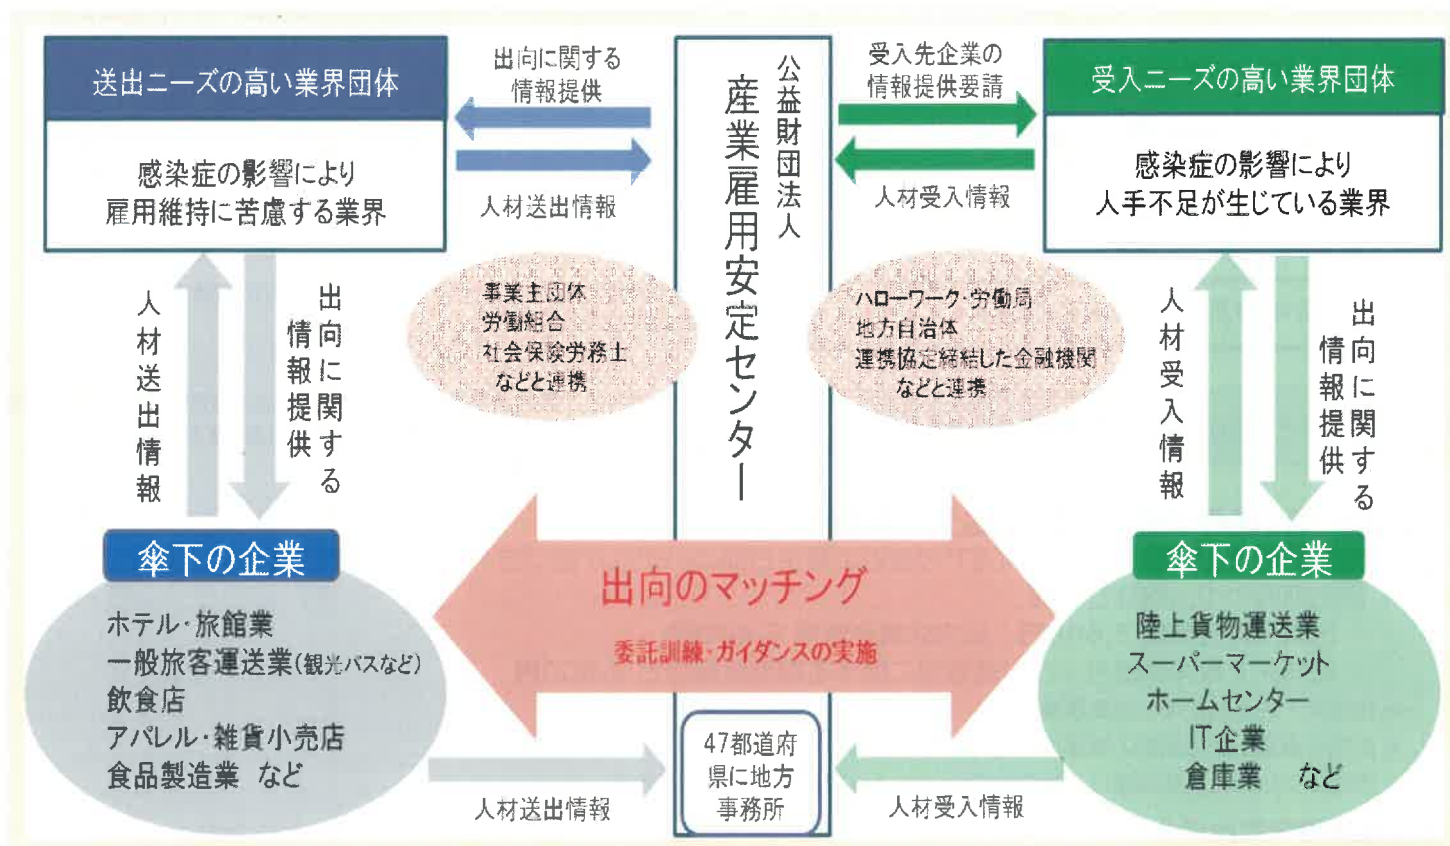 送出ニーズの高い業界団体
感染症の影響により
雇用維持に苦慮する業界
出向に関する
情報提供
人材送出情報
公益財団法人
産業雇用安定センター
受入先企業の
情報提供要請
人材受入情報
受入ニーズの高い業界団体
感染症の影響により
人手不足が生じている業界
事業主団体
労働組合
社会保険労務士
などと連携
ハローワーク・労働局
地方自治体
連携協定締結した金融機関
などと連携
人材送出情報
出向に関する
情報提供
人材受入情報
出向に関する
情報提供
傘下の企業
ホテル・旅館業
一般旅客運送業(観光バスなど)
飲食店
アパレル・雑貨小売店
食品製造業 など
出向のマッチング
委託訓練・ガイダンスの実施
傘下の企業
陸上貨物運送業
スーパーマーケット
ホームセンター
IT企業
倉庫業 など
人材送出情報
47都道府
県に地方
事務所
人材受入情報